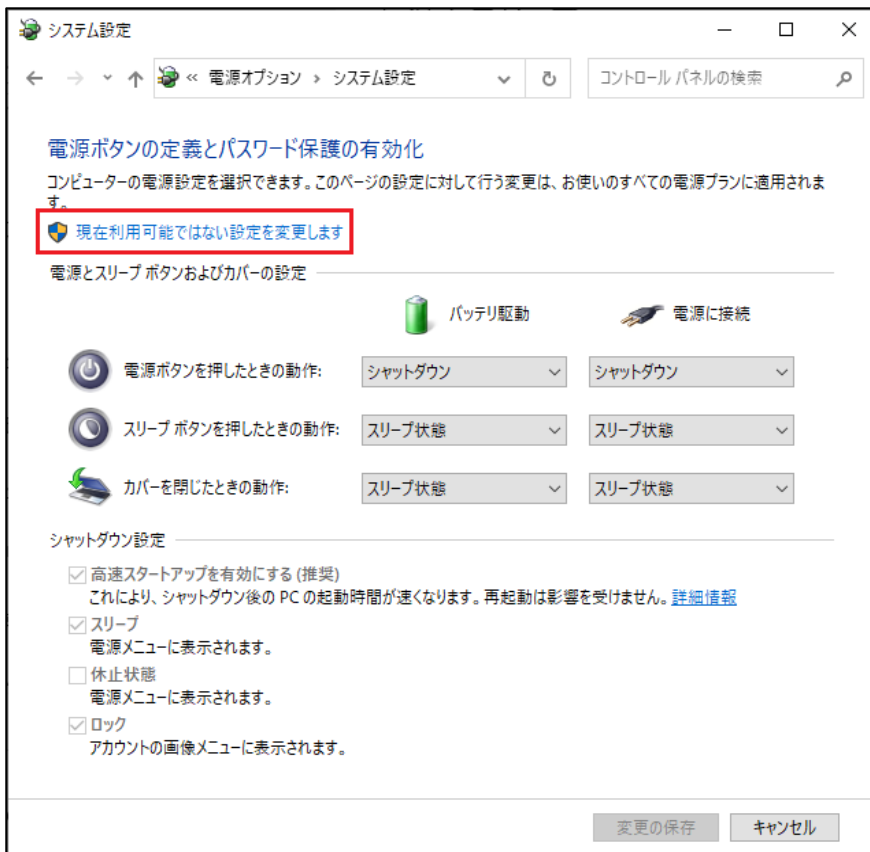 システム設定
« 電源オプション › システム設定
コントロール パネルの検索
電源ボタンの定義とパスワード保護の有効化
コンピューターの電源設定を選択できます。このページの設定に対して行う変更は、お使いのすべての電源プランに適用されま
す。
現在利用可能ではない設定を変更します
電源とスリープ ボタンおよびカバーの設定
バッテリ駆動 電源に接続
電源ボタンを押したときの動作: シャットダウン シャットダウン
スリープ ボタンを押したときの動作: スリープ状態 スリープ状態
カバーを閉じたときの動作: スリープ状態 スリープ状態
シャットダウン設定
高速スタートアップを有効にする (推奨)
これにより、シャットダウン後の PC の起動時間が速くなります。再起動は影響を受けません。詳細情報
スリープ
電源メニューに表示されます。
休止状態
電源メニューに表示されます。
ロック
アカウントの画像メニューに表示されます。
変更の保存 キャンセル